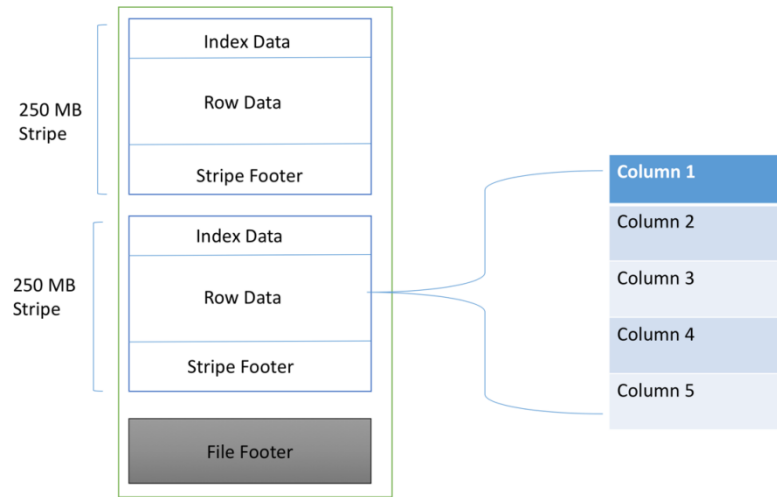 250 MB
Stripe
Index Data
Row Data
Stripe Footer
250 MB
Stripe
Index Data
Row Data
Stripe Footer
File Footer
Column 1
Column 2
Column 3
Column 4
Column 5